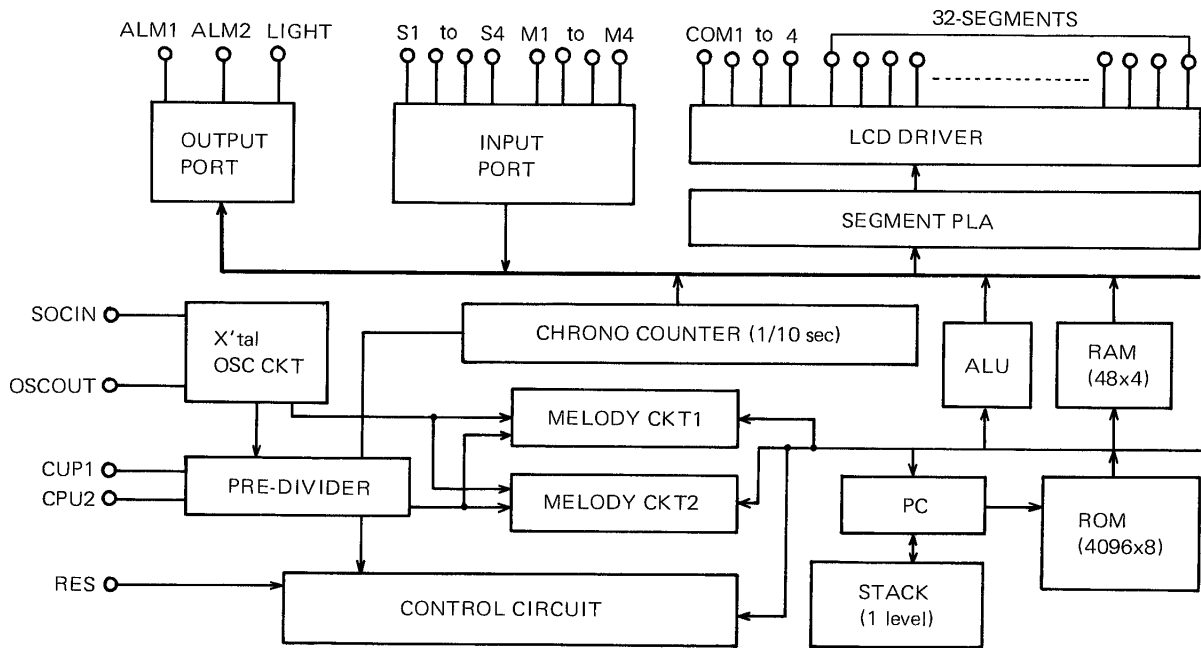 32-SEGMENTS
ALM1 ALM2 LIGHT
S1 to S4 M1 to M4
COM1 to 4
OUTPUT
PORT
INPUT
PORT
LCD DRIVER
SEGMENT PLA
SOCIN
X'tal
OSC CKT
OSCOUT
CHRONO COUNTER (1/10 sec)
ALU
RAM
(48x4)
MELODY CKT1
CUP1
CPU2
PRE-DIVIDER
MELODY CKT2
PC
ROM
(4096x8)
RES
CONTROL CIRCUIT
STACK
(1 level)